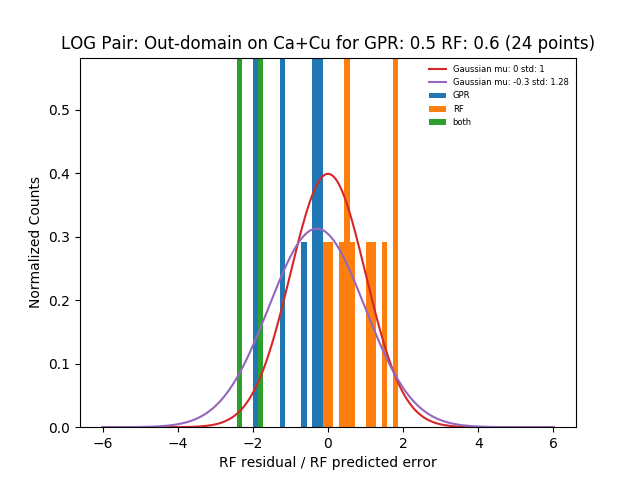 LOG Pair: Out-domain on Ca+Cu for GPR: 0.5 RF: 0.6 (24 points)
Gaussian mu: 0 std: 1
Gaussian mu: -0.3 std: 1.28
GPR
RF
both
Normalized Counts
0.5
0.4
0.3
0.2
0.1
0.0
−6 −4 −2 0 2 4 6
RF residual / RF predicted error